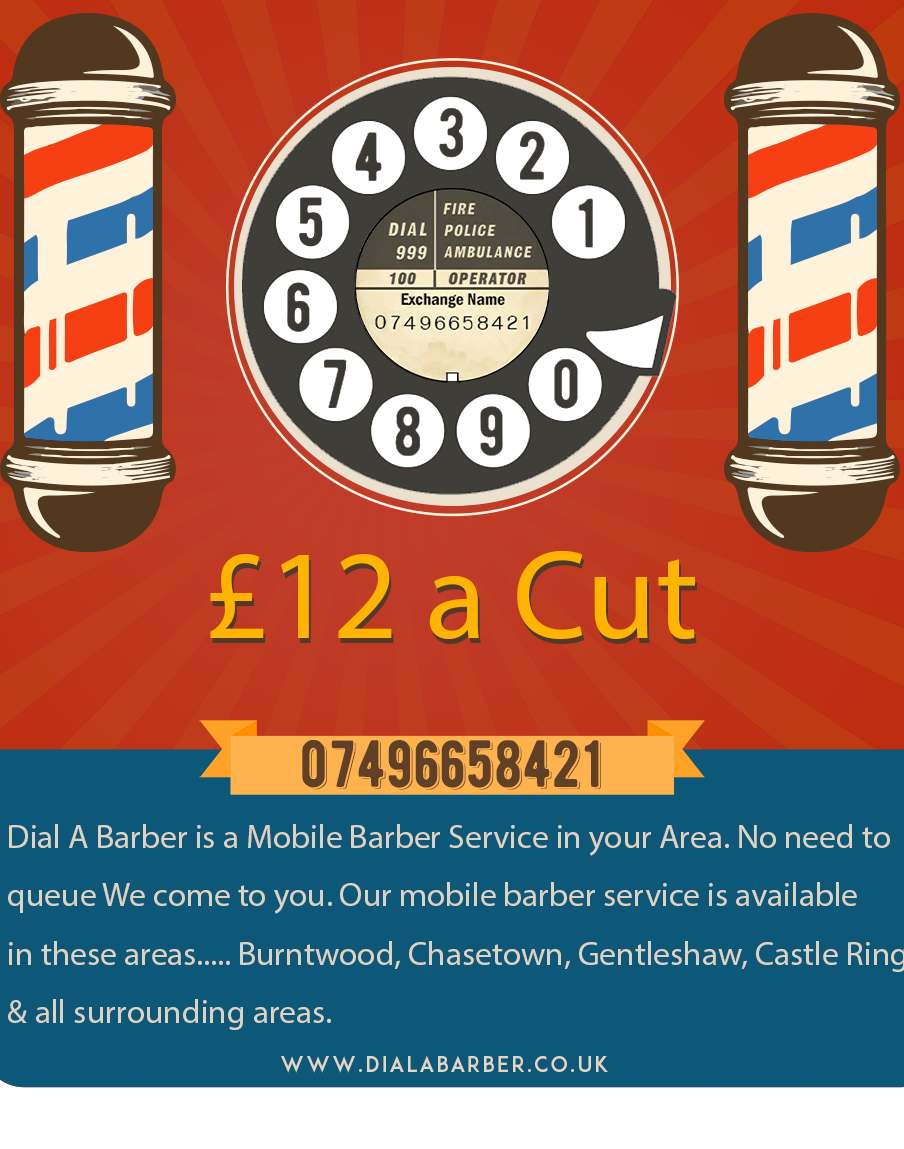 3
4
2
5
1
6
7
0
8
9
DIAL 999
FIRE
POLICE
AMBULANCE
100 | OPERATOR
Exchange Name
07496658421
£12 a Cut
07496658421
Dial A Barber is a Mobile Barber Service in your Area. No need to
queue We come to you. Our mobile barber service is available
in these areas..... Burntwood, Chasetown, Gentleshaw, Castle Ring
& all surrounding areas.
WWW.DIALABARBER.CO.UK